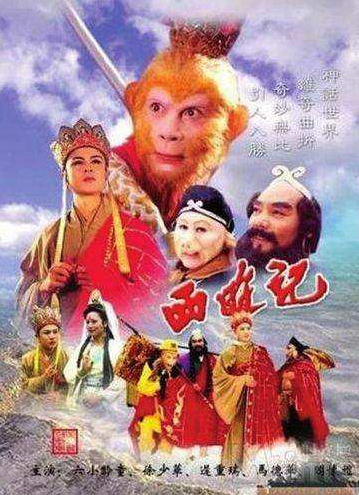 神話世界
離奇曲折
奇妙無比
引人入勝
西遊記
主演：六小齡童、徐少華、遲重瑞、馬德華、閆懷禮